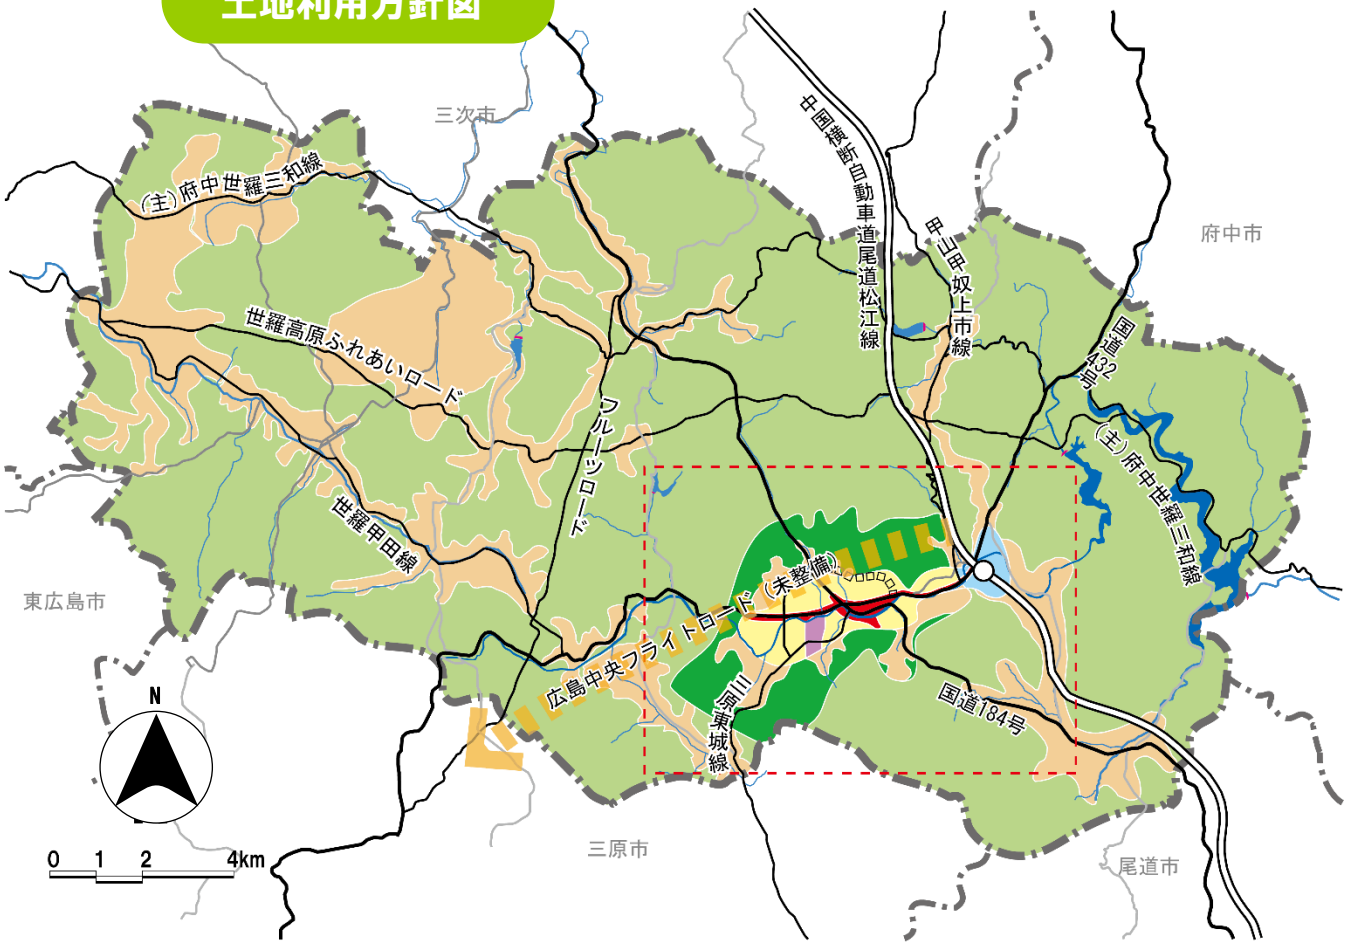 土地利用方針図
三次市
中国横断自動車道尾道松江線
(主)府中世羅三和線
甲山甲奴上市線
府中市
世羅高原ふれあいロード
国道432号
フルーツロード
(主)府中世羅三和線
世羅甲田線
東広島市
広島中央フライトロード(未整備)
三原東城線
国道184号
N
三原市
尾道市
0 1 2 4km